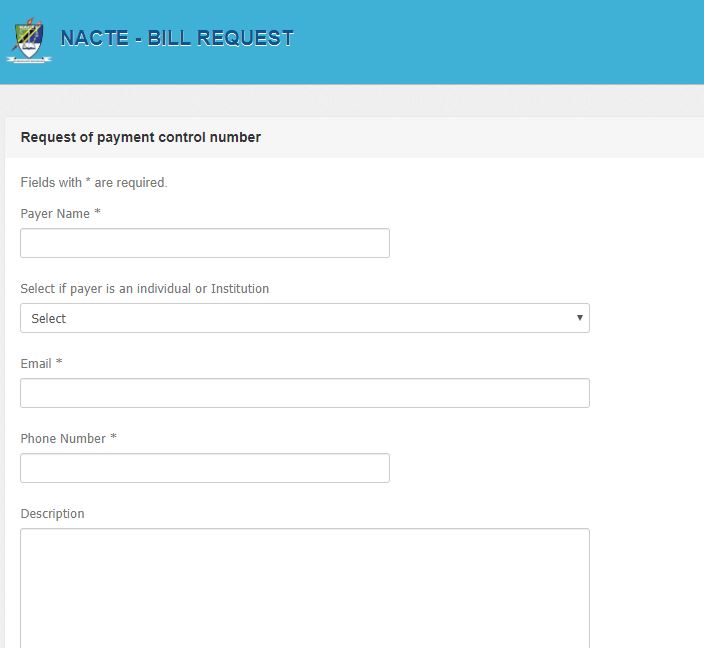 NACTE - BILL REQUEST
Request of payment control number
Fields with * are required.
Payer Name *
Select if payer is an individual or Institution
Select
Email *
Phone Number *
Description